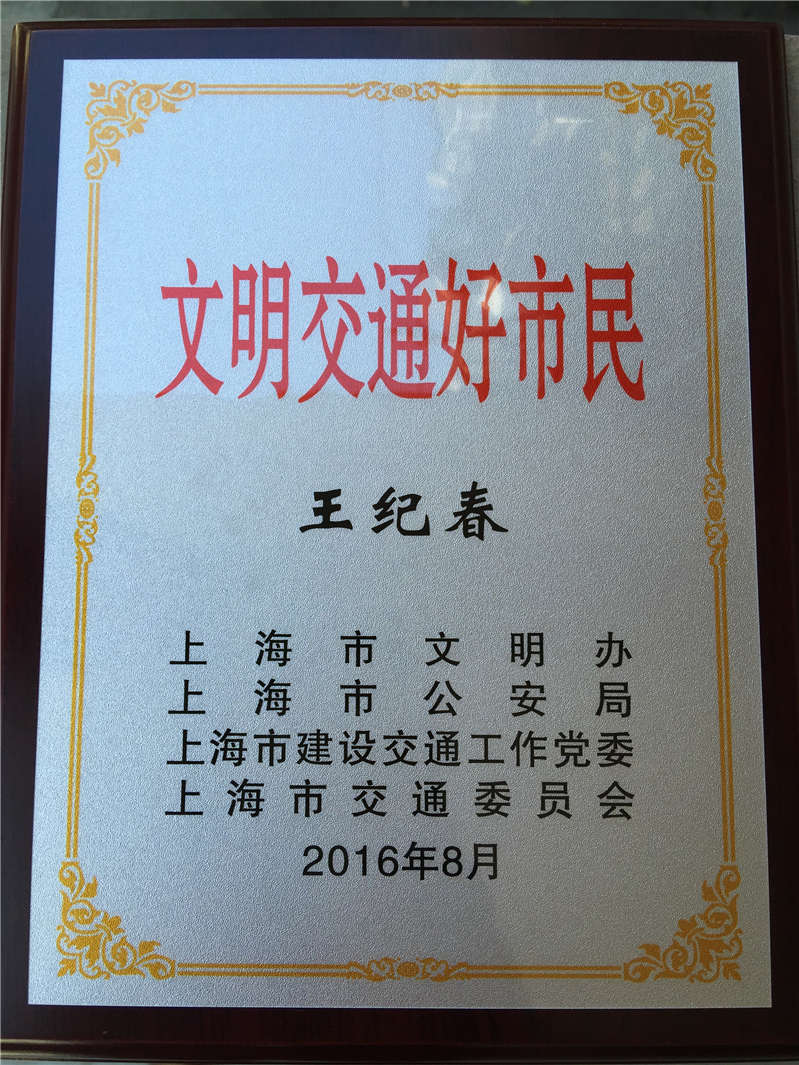 文明交通好市民
王纪春
上海市文明办
上海市公安局
上海市建设交通工作党委
上海市交通委员会
2016年8月